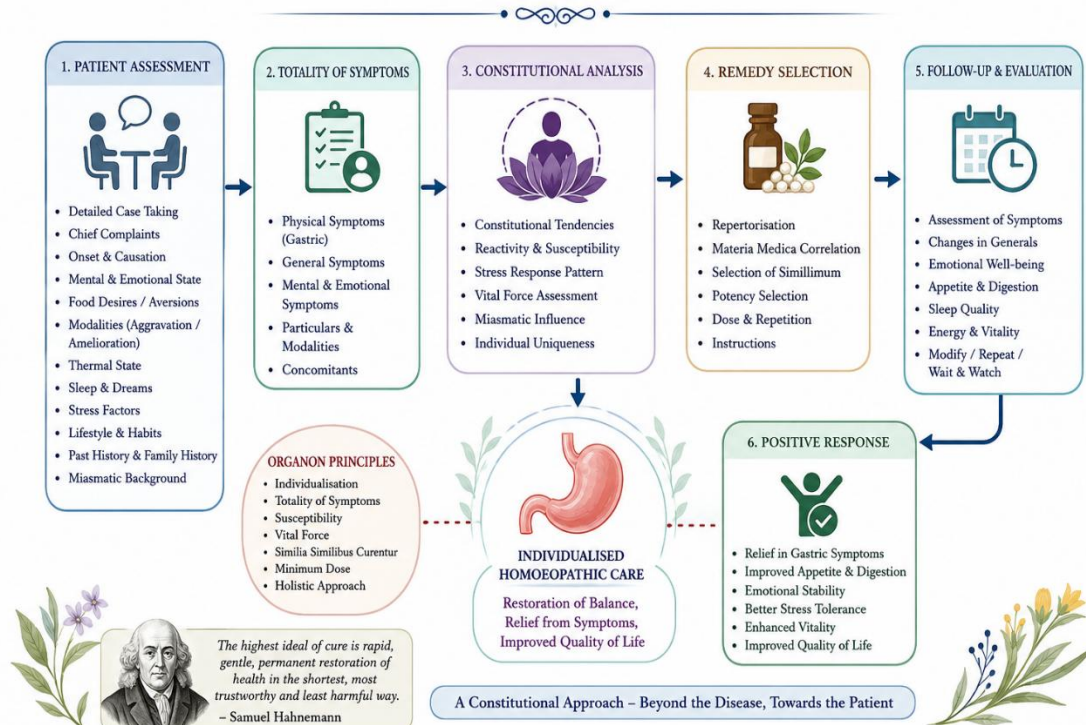 1. PATIENT ASSESSMENT
• Detailed Case Taking
• Chief Complaints
• Onset & Causation
• Mental & Emotional State
• Food Desires / Aversions
• Modalities (Aggravation /
Amelioration)
• Thermal State
• Sleep & Dreams
• Stress Factors
• Lifestyle & Habits
• Past History & Family History
• Miasmatic Background
2. TOTALITY OF SYMPTOMS
• Physical Symptoms
(Gastric)
• General Symptoms
• Mental & Emotional
Symptoms
• Particulars &
Modalities
• Concomitants
3. CONSTITUTIONAL ANALYSIS
• Constitutional Tendencies
• Reactivity & Susceptibility
• Stress Response Pattern
• Vital Force Assessment
• Miasmatic Influence
• Individual Uniqueness
4. REMEDY SELECTION
• Repertorisation
• Materia Medica Correlation
• Selection of Simillimum
• Potency Selection
• Dose & Repetition
• Instructions
5. FOLLOW-UP & EVALUATION
• Assessment of Symptoms
• Changes in Generals
• Emotional Well-being
• Appetite & Digestion
• Sleep Quality
• Energy & Vitality
• Modify / Repeat /
Wait & Watch
ORGANON PRINCIPLES
• Individualisation
• Totality of Symptoms
• Susceptibility
• Vital Force
• Similia Similibus Curentur
• Minimum Dose
• Holistic Approach
INDIVIDUALISED
HOMOEOPATHIC CARE
Restoration of Balance,
Relief from Symptoms,
Improved Quality of Life
6. POSITIVE RESPONSE
• Relief in Gastric Symptoms
• Improved Appetite & Digestion
• Emotional Stability
• Better Stress Tolerance
• Enhanced Vitality
• Improved Quality of Life
The highest ideal of cure is rapid,
gentle, permanent restoration of
health in the shortest, most
trustworthy and least harmful way.
– Samuel Hahnemann
A Constitutional Approach – Beyond the Disease, Towards the Patient